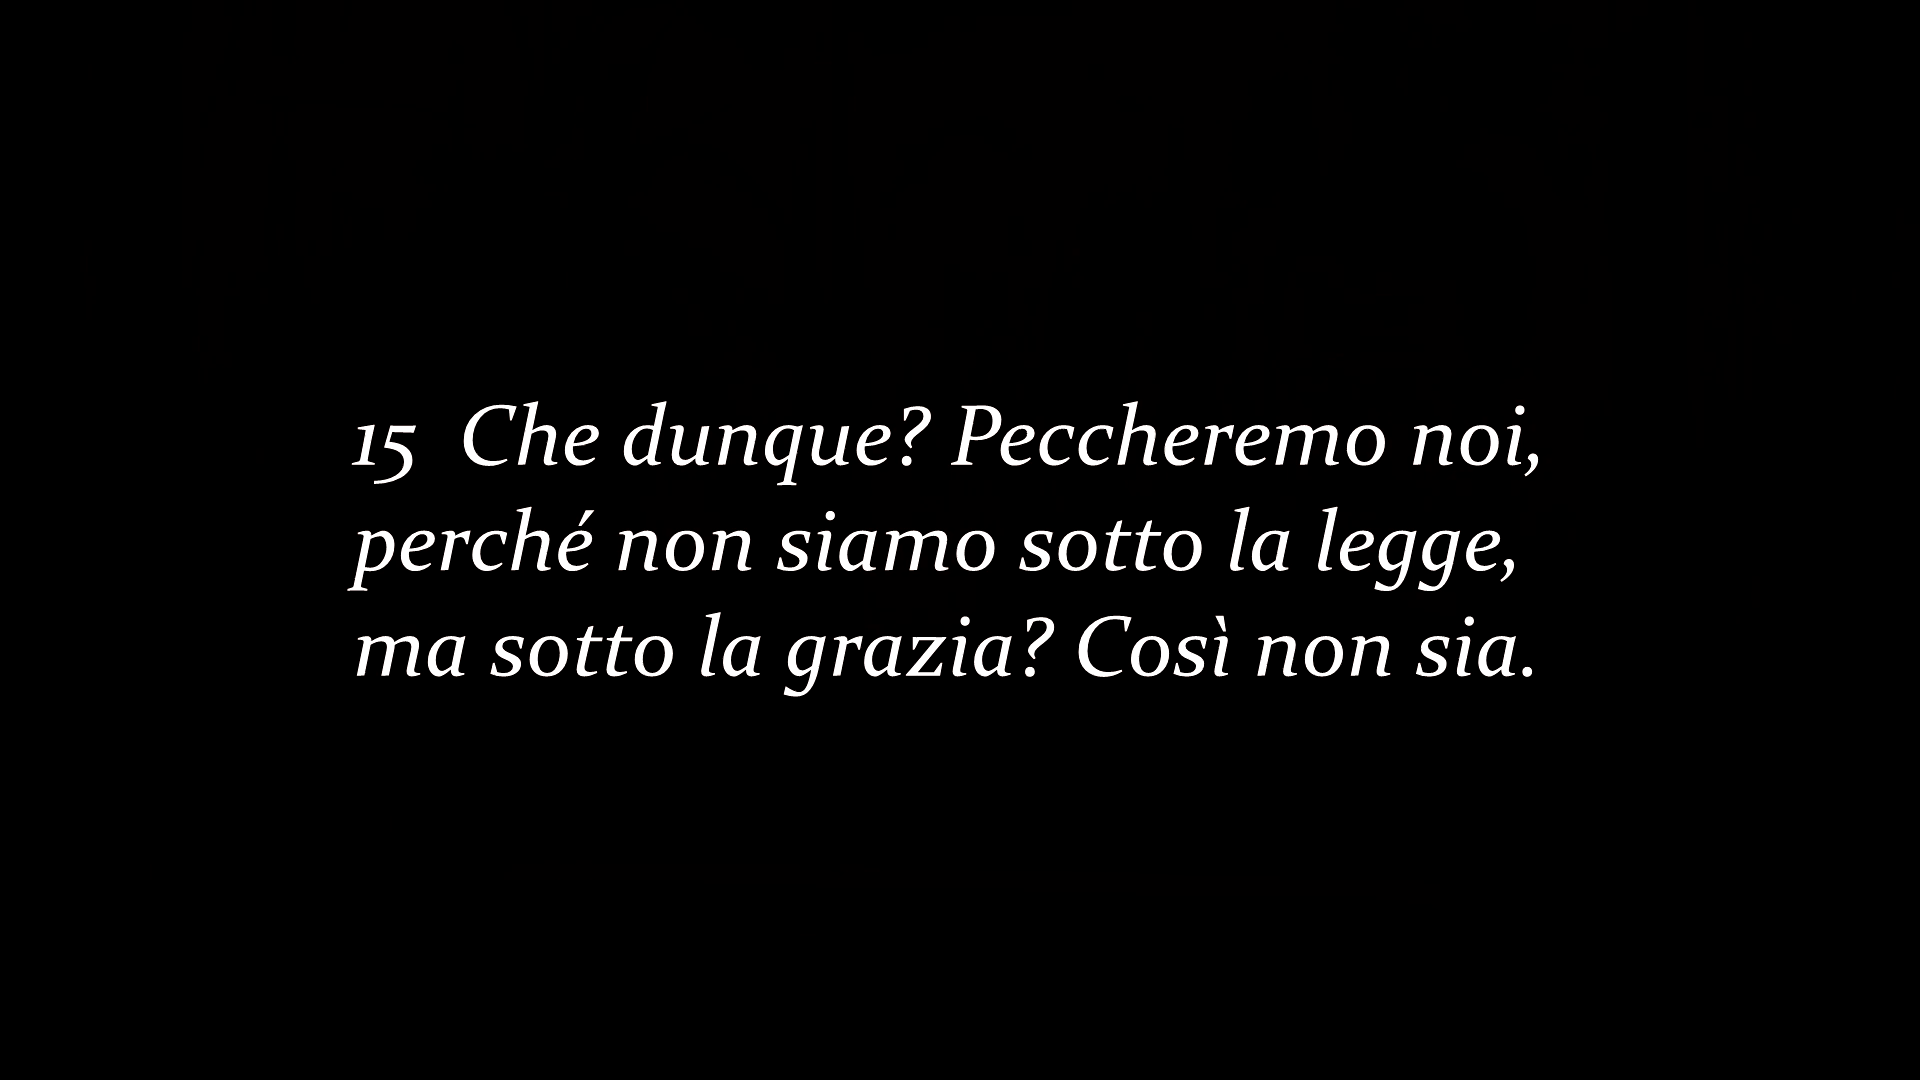 15 Che dunque? Peccheremo noi,
perché non siamo sotto la legge,
ma sotto la grazia? Così non sia.